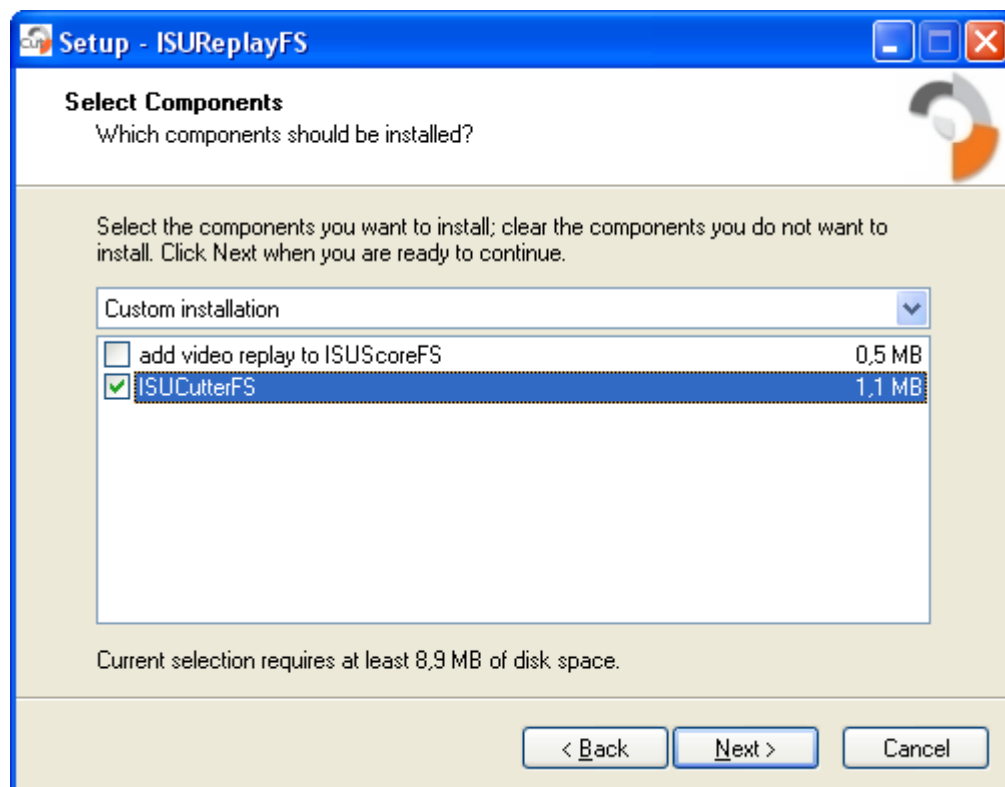 Setup - ISUReplayFS
Select Components
Which components should be installed?
Select the components you want to install; clear the components you do not want to
install. Click Next when you are ready to continue.
Custom installation
add video replay to ISUScoreFS 0,5 MB
ISUCutterFS 1,1 MB
Current selection requires at least 8,9 MB of disk space.
< Back Next > Cancel